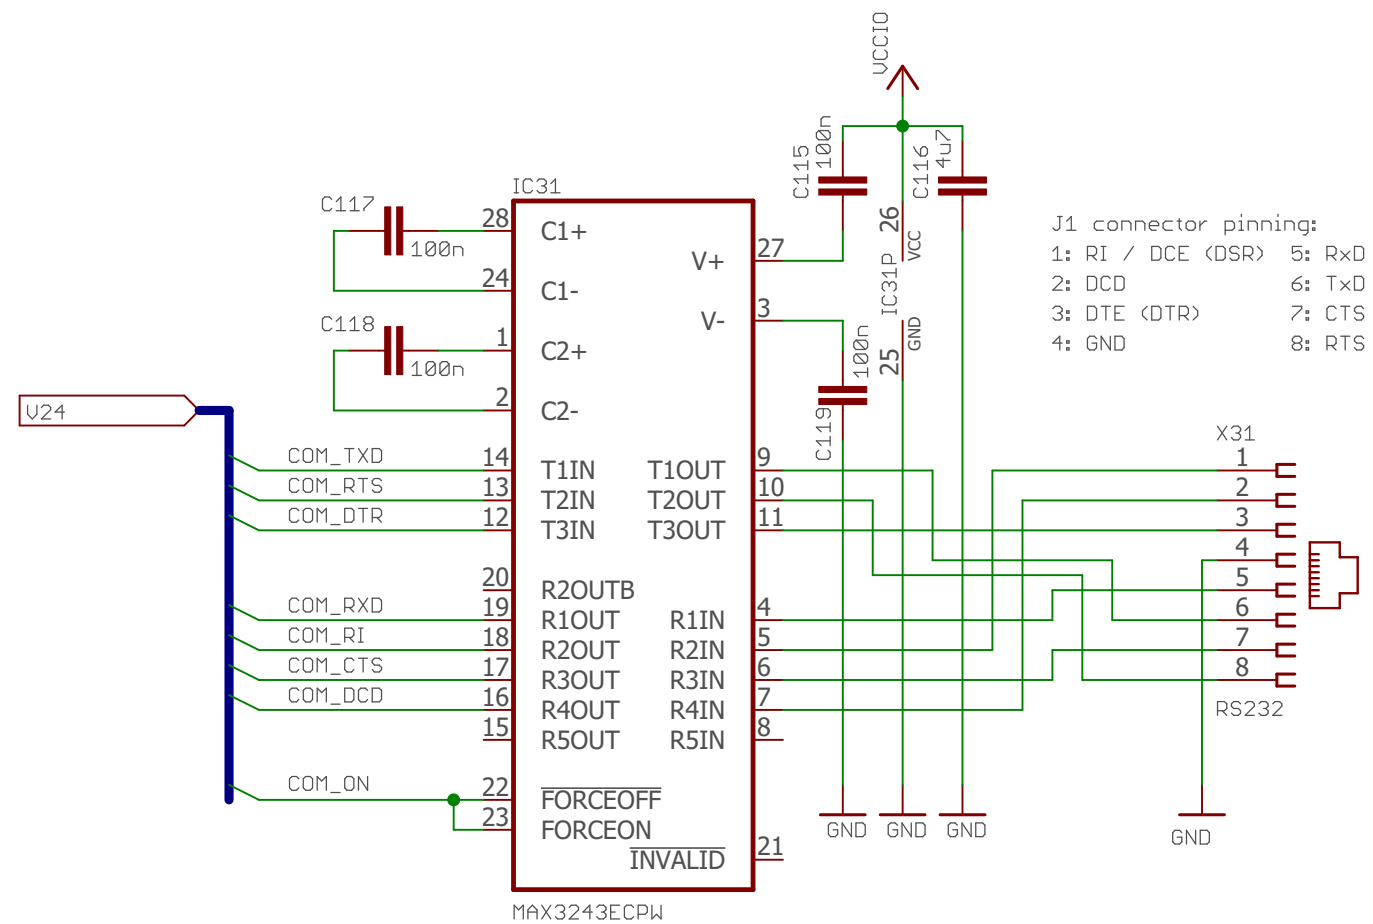 VCCIO
C115
100n
C116
4u7
IC31
C117
100n
28
C1+
24
C1-
C118
100n
1
C2+
2
C2-
V+
27
V-
3
26
VCC
IC31P
GND
25
100n
C119
J1 connector pinning:
1: RI / DCE (DSR) 5: RxD
2: DCD 6: TxD
3: DTE (DTR) 7: CTS
4: GND 8: RTS
V24
COM_TXD 14 T1IN T1OUT 9
COM_RTS 13 T2IN T2OUT 10
COM_DTR 12 T3IN T3OUT 11
20 R2OUTB
COM_RXD 19 R1OUT R1IN 4
COM_RI 18 R2OUT R2IN 5
COM_CTS 17 R3OUT R3IN 6
COM_DCD 16 R4OUT R4IN 7
15 R5OUT R5IN 8
COM_ON 22 FORCEOFF
23 FORCEON
INVALID 21
MAX3243ECPW
X31
1
2
3
4
5
6
7
8
RS232
GND
GND
GND
GND